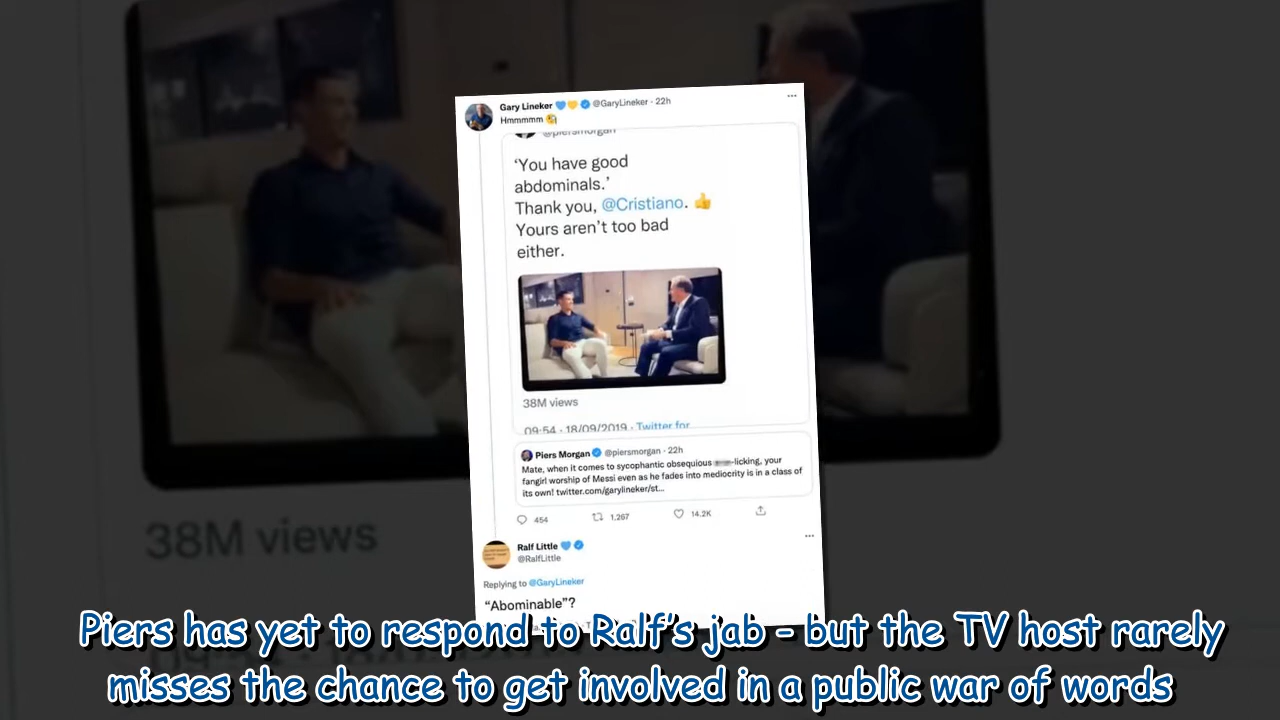 Gary Lineker 💙💛 @GaryLineker · 22h
Hmmmmm 🧐
@piersmorgan
‘You have good
abdominals.’
Thank you, @Cristiano. 👍
Yours aren’t too bad
either.
38M views
09:54 · 18/09/2019 · Twitter for
Piers Morgan @piersmorgan · 22h
Mate, when it comes to sycophantic obsequious -licking, your
fangirl worship of Messi even as he fades into mediocrity is in a class of
its own! twitter.com/garylineker/st...
454 1,267 14.2K
Ralf Little 💙
@RalfLittle
Replying to @GaryLineker
“Abominable”?
38M views
Piers has yet to respond to Ralf’s jab – but the TV host rarely
misses the chance to get involved in a public war of words